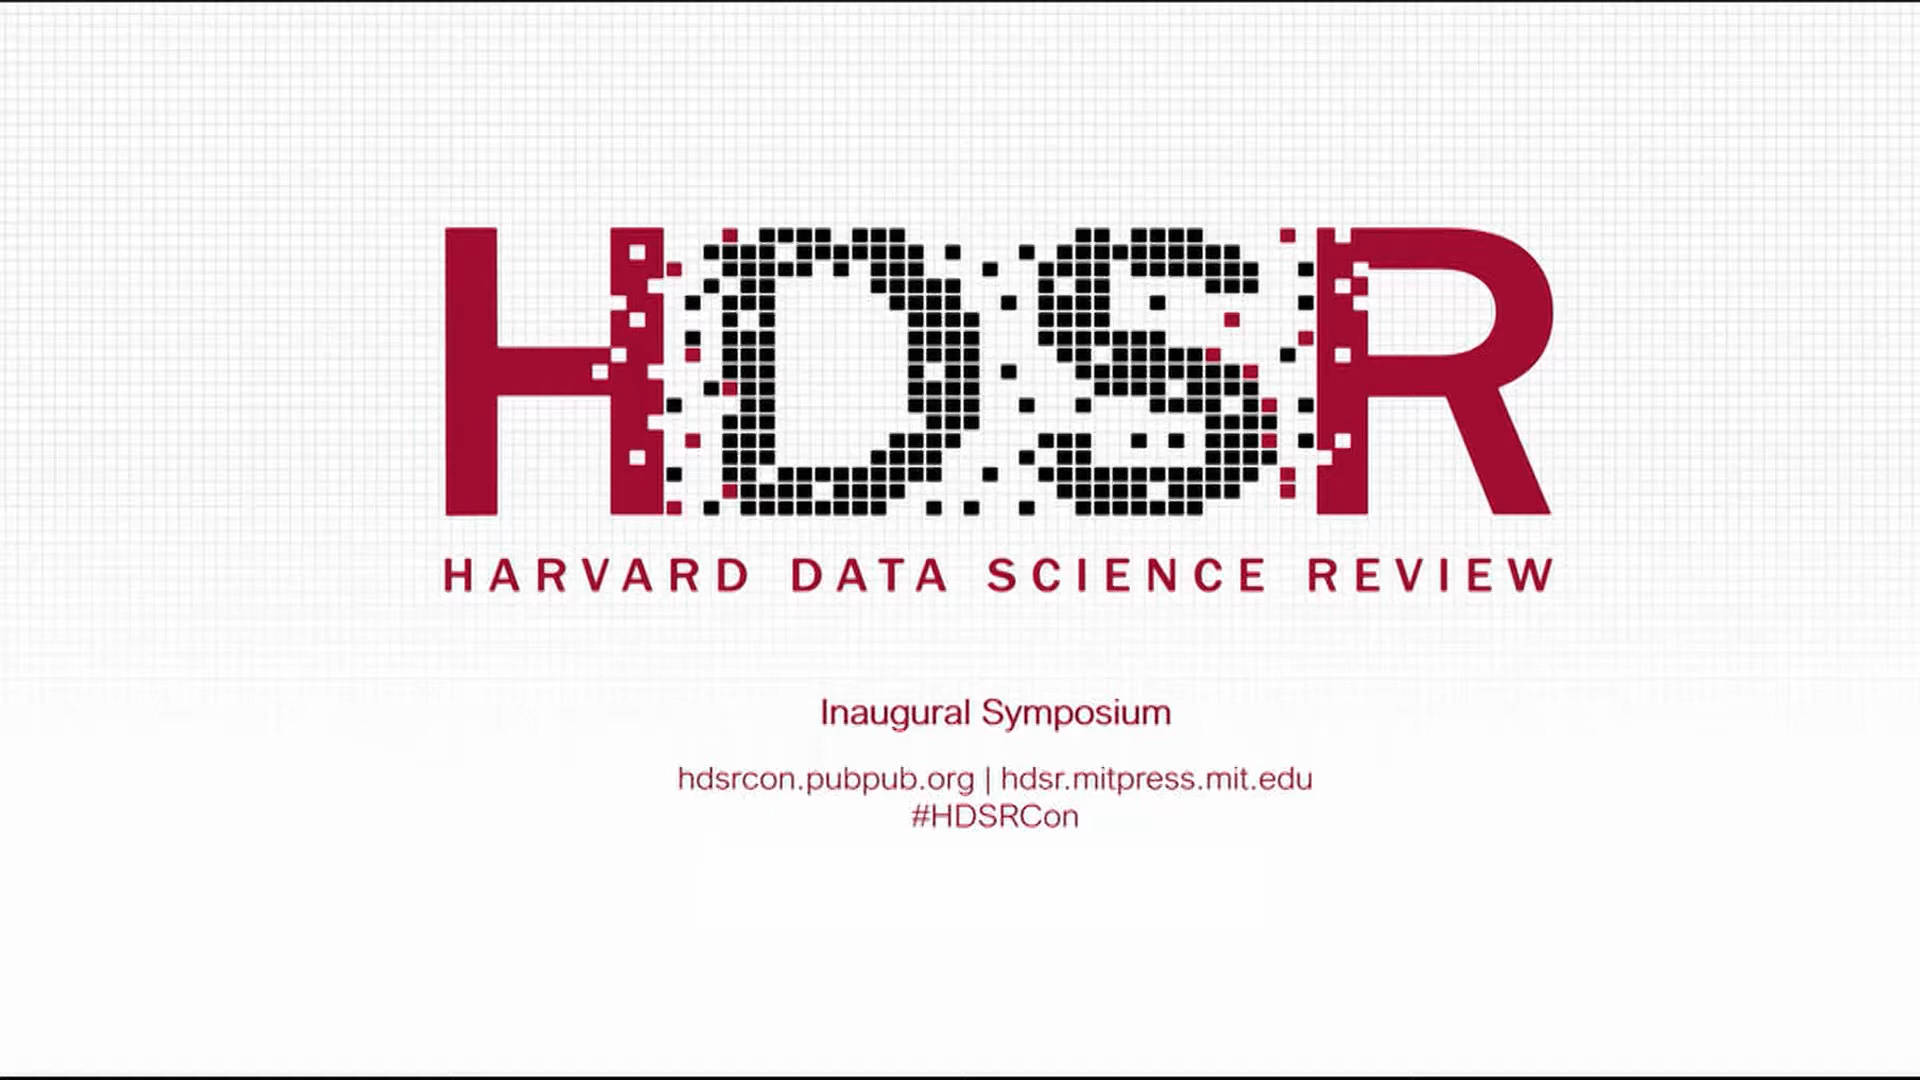 HDSR
HARVARD DATA SCIENCE REVIEW
Inaugural Symposium
hdsrcon.pubpub.org | hdsr.mitpress.mit.edu
#HDSRCon